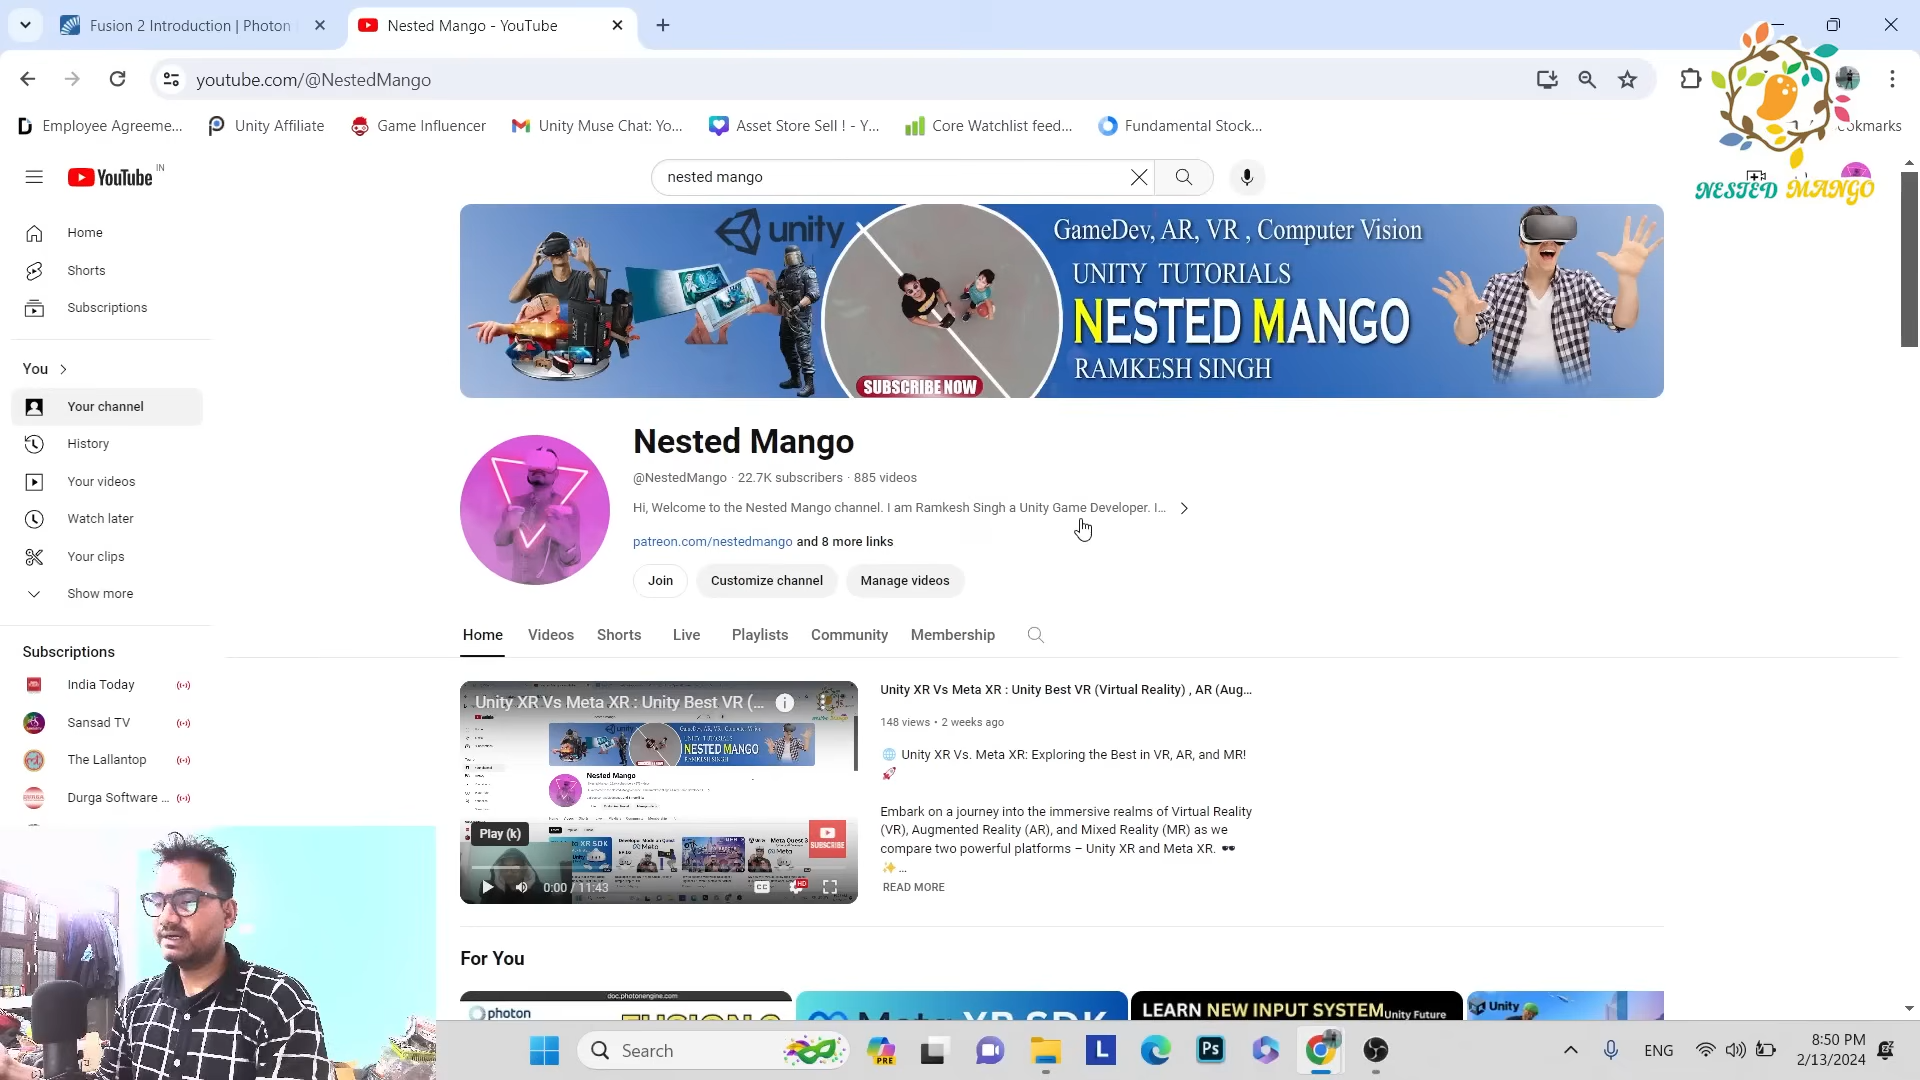 Fusion 2 Introduction | Photon
Nested Mango - YouTube
youtube.com/@NestedMango
Employee Agreeme...
Unity Affiliate
Game Influencer
Unity Muse Chat: Yo...
Asset Store Sell ! - Y...
Core Watchlist feed...
Fundamental Stock...
NESTED MANGO
YouTube IN
nested mango
Home
Shorts
Subscriptions
You
Your channel
History
Your videos
Watch later
Your clips
Show more
Subscriptions
India Today
Sansad TV
The Lallantop
Durga Software ...
unity
GameDev, AR, VR , Computer Vision
UNITY TUTORIALS
NESTED MANGO
RAMKESH SINGH
SUBSCRIBE NOW
Nested Mango
@NestedMango · 22.7K subscribers · 885 videos
Hi, Welcome to the Nested Mango channel. I am Ramkesh Singh a Unity Game Developer. I...
patreon.com/nestedmango and 8 more links
Join
Customize channel
Manage videos
Home
Videos
Shorts
Live
Playlists
Community
Membership
Unity XR Vs Meta XR : Unity Best VR (...
NESTED MANGO
Nested Mango
Play (k)
SUBSCRIBE
0:00 / 11:43
CC
HD
Unity XR Vs Meta XR : Unity Best VR (Virtual Reality) , AR (Aug...
148 views • 2 weeks ago
Unity XR Vs. Meta XR: Exploring the Best in VR, AR, and MR!
Embark on a journey into the immersive realms of Virtual Reality
(VR), Augmented Reality (AR), and Mixed Reality (MR) as we
compare two powerful platforms – Unity XR and Meta XR.
...
READ MORE
For You
doc.photonengine.com
photon
LEARN NEW INPUT SYSTEM
Unity Future
Unity
Search
PRE
L
Ps
ENG
8:50 PM
2/13/2024